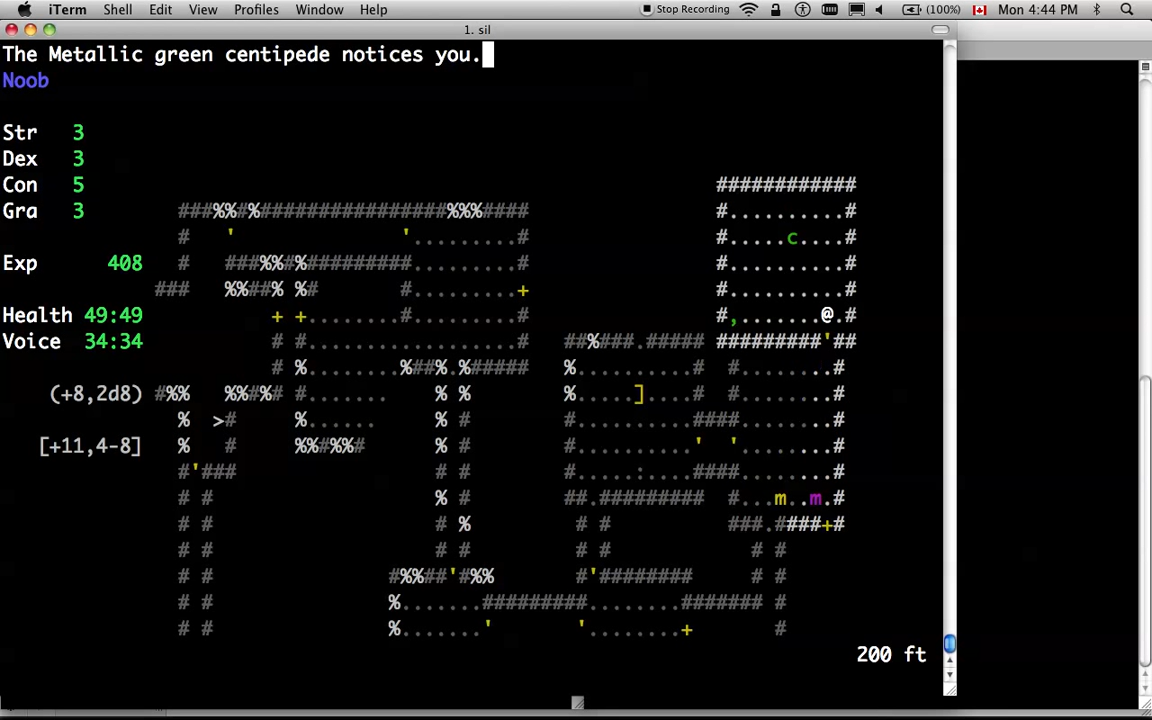 iTerm Shell Edit View Profiles Window Help Stop Recording (100%) Mon 4:44 PM
1. sil
The Metallic green centipede notices you.
Noob
Str 3
Dex 3
Con 5
Gra 3
Exp 408
Health 49:49
Voice 34:34
(+8,2d8)
[+11,4-8]
200 ft